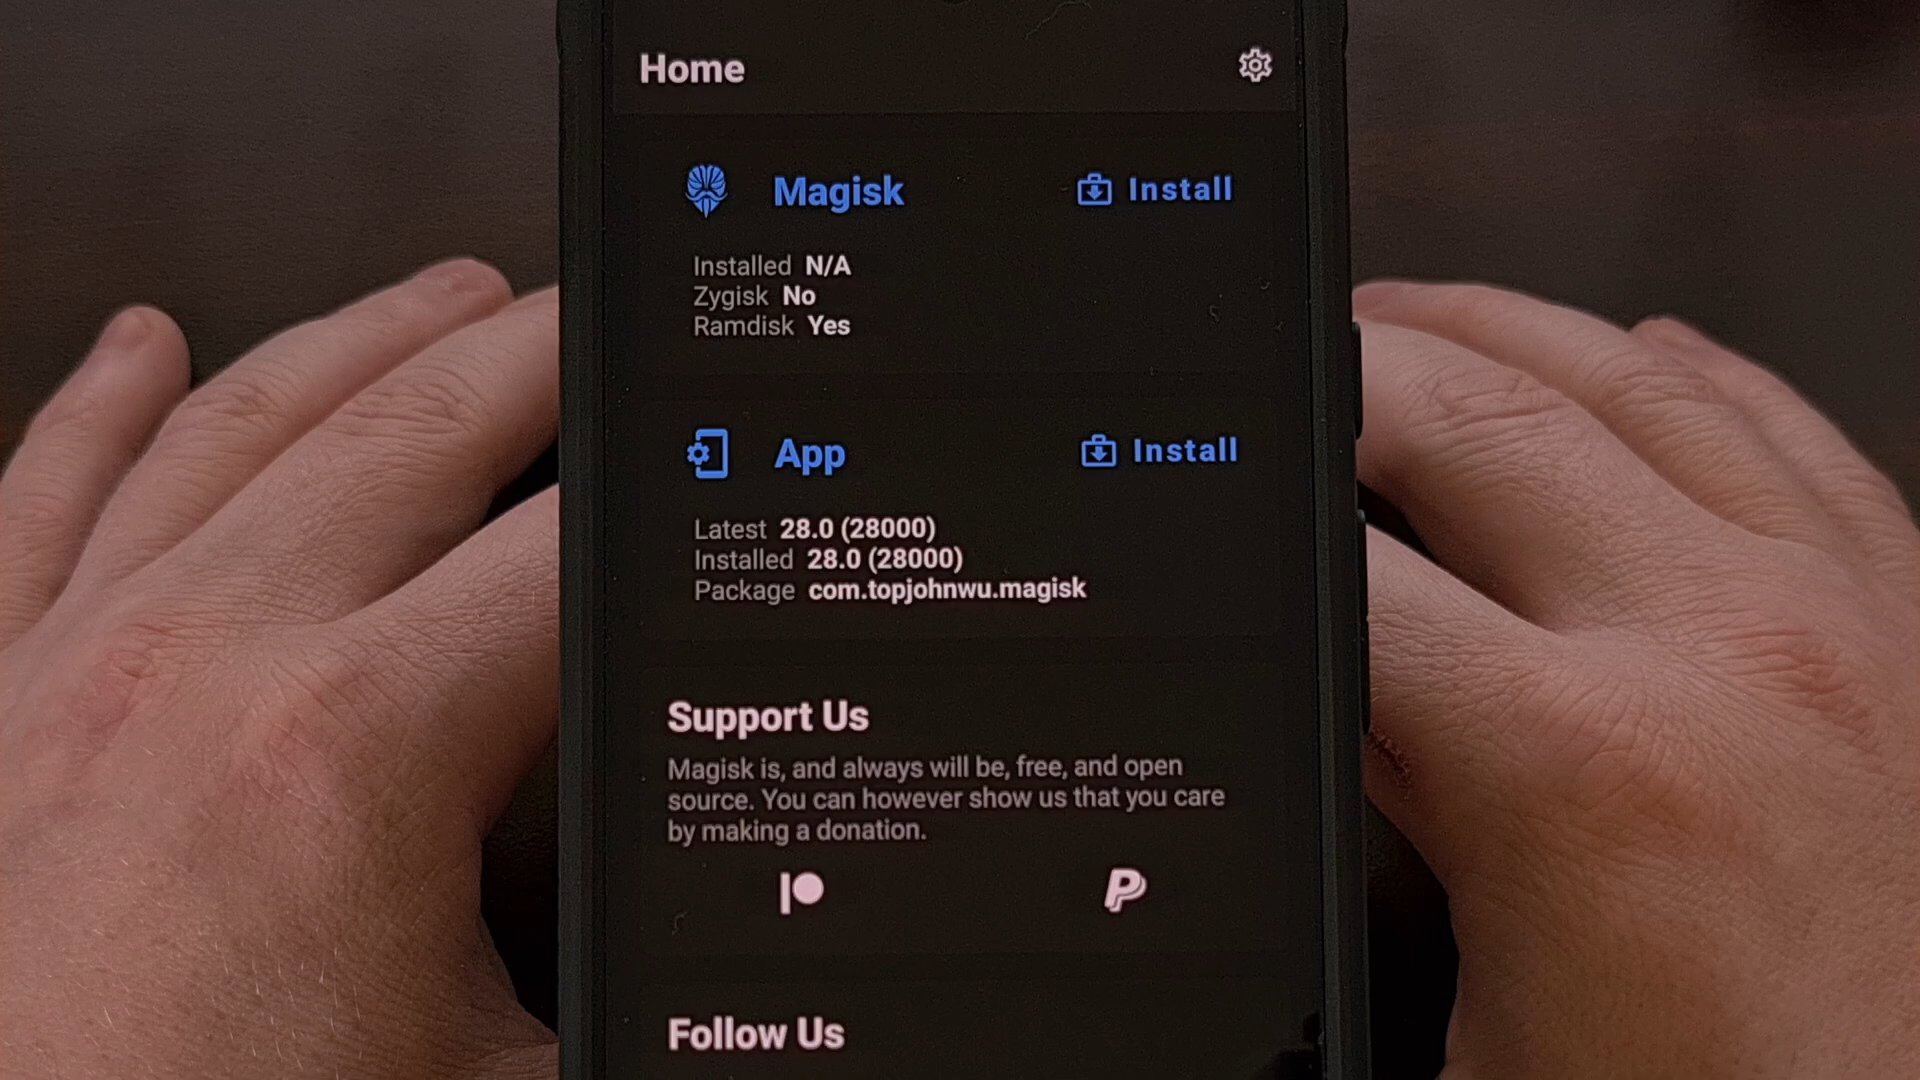 Home
Magisk
Install
Installed N/A
Zygisk No
Ramdisk Yes
App
Install
Latest 28.0 (28000)
Installed 28.0 (28000)
Package com.topjohnwu.magisk
Support Us
Magisk is, and always will be, free, and open
source. You can however show us that you care
by making a donation.
Follow Us